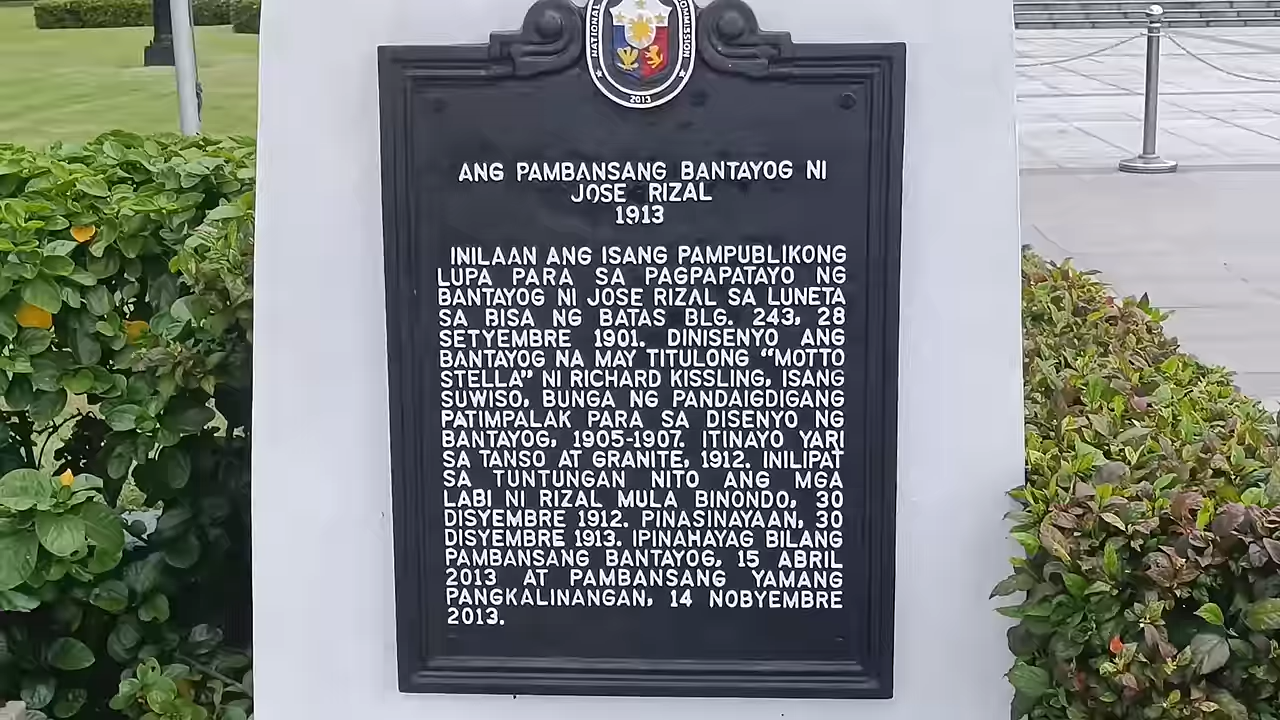 NATIONAL
COMMISSION
2013
ANG PAMBANSANG BANTAYOG NI
JOSE RIZAL
1913
INILAAN ANG ISANG PAMPUBLIKONG
LUPA PARA SA PAGPAPATAYO NG
BANTAYOG NI JOSE RIZAL SA LUNETA
SA BISA NG BATAS BLG. 243, 28
SETYEMBRE 1901. DINISENYO ANG
BANTAYOG NA MAY TITULONG “MOTTO
STELLA” NI RICHARD KISSLING, ISANG
SUWISO, BUNGA NG PANDAIGDIGANG
PATIMPALAK PARA SA DISENYO NG
BANTAYOG, 1905-1907. ITINAYO YARI
SA TANSO AT GRANITE, 1912. INILIPAT
SA TUNTUNGAN NITO ANG MGA
LABI NI RIZAL MULA BINONDO, 30
DISYEMBRE 1912. PINASINAYAAN, 30
DISYEMBRE 1913. IPINAHAYAG BILANG
PAMBANSANG BANTAYOG, 15 ABRIL
2013 AT PAMBANSANG YAMANG
PANGKALINANGAN, 14 NOBYEMBRE
2013.